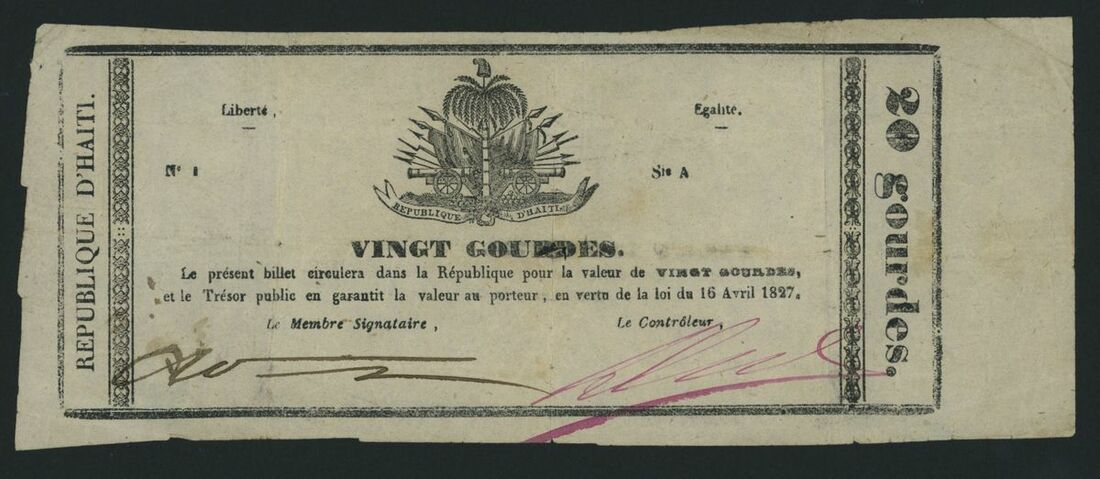 REPUBLIQUE D'HAITI.
Liberté,
Egalité.
No 1
Sie A
REPUBLIQUE D'HAITI
VINGT GOURDES.
Le présent billet circulera dans la République pour la valeur de VINGT GOURDES,
et le Trésor public en garantit la valeur au porteur, en vertu de la loi du 16 Avril 1827.
Le Membre Signataire,
Le Contrôleur,
20 gourdes.